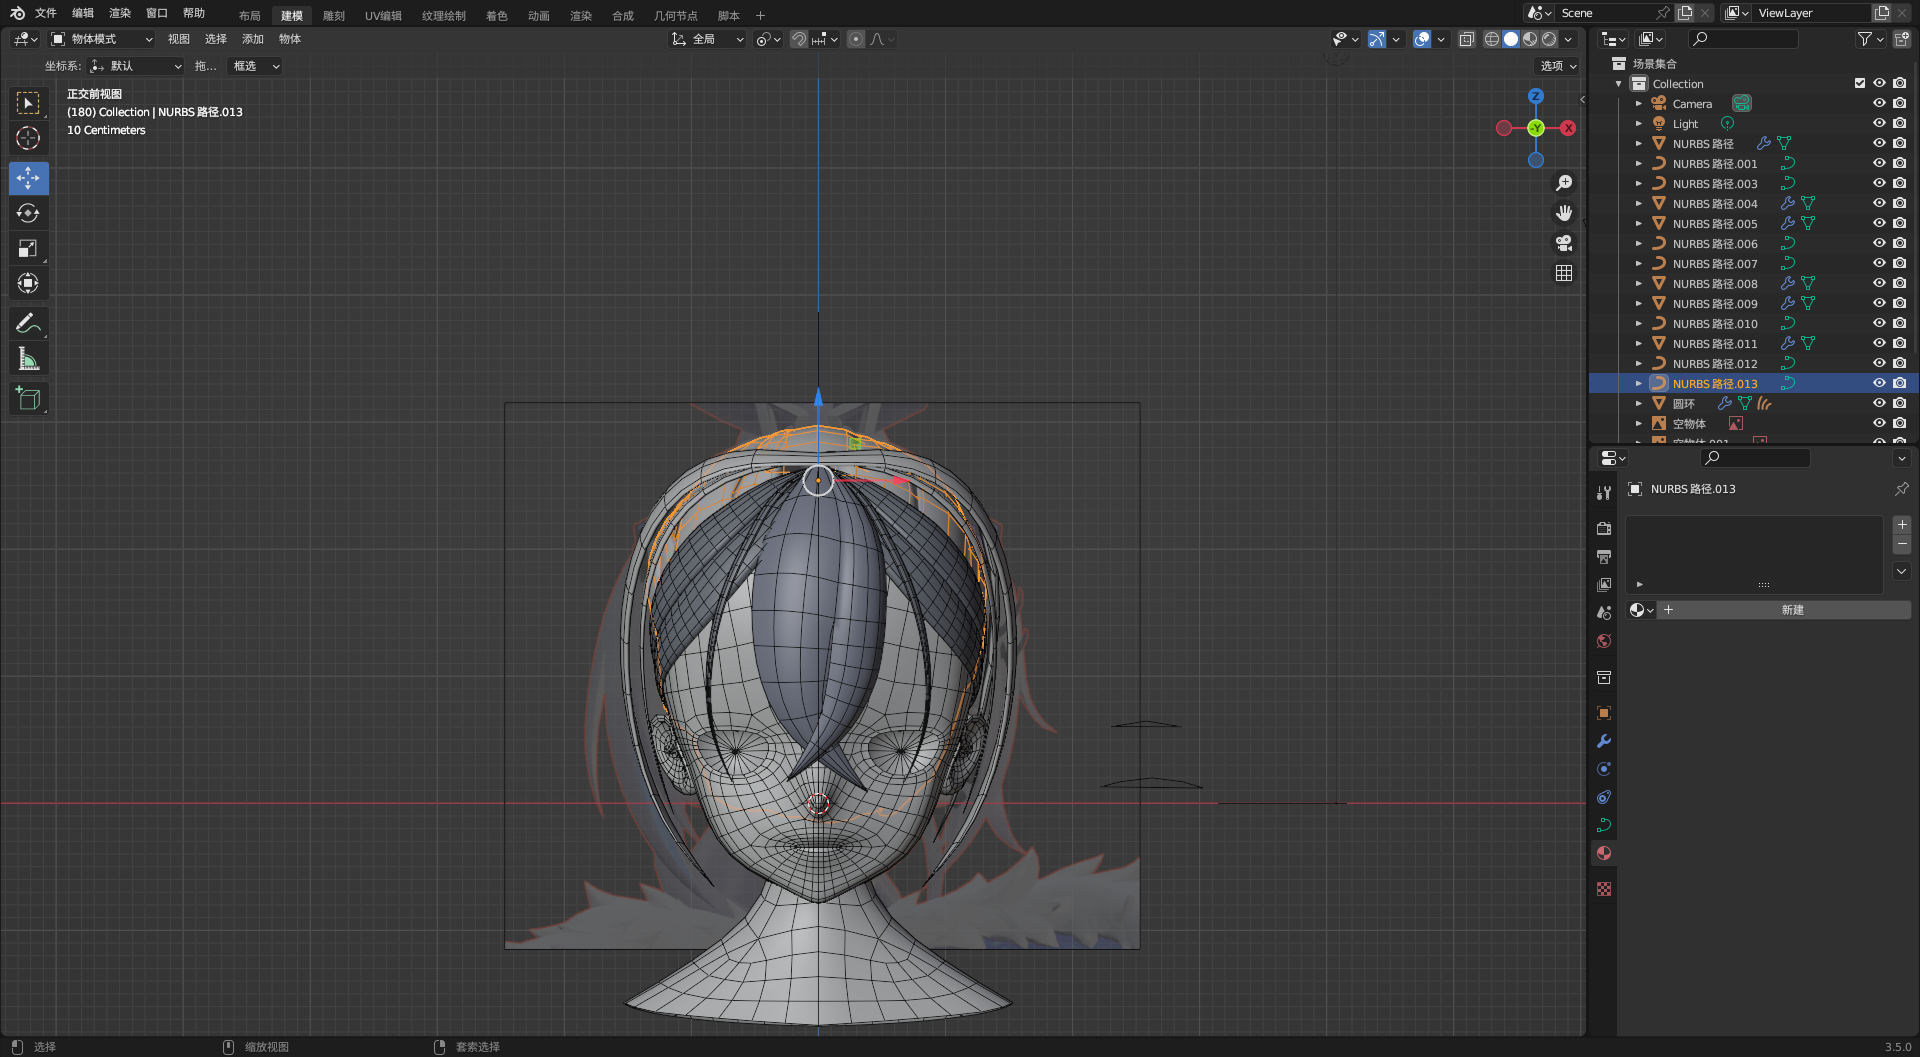 文件 编辑 渲染 窗口 帮助 布局 建模 雕刻 UV编辑 纹理绘制 着色 动画 渲染 合成 几何节点 脚本 + Scene ViewLayer
物体模式 视图 选择 添加 物体 全局
坐标系: 默认 拖... 框选 选项
正交前视图
(180) Collection | NURBS 路径.013
10 Centimeters
Z
-Y
X
场景集合
Collection
Camera
Light
NURBS 路径
NURBS 路径.001
NURBS 路径.003
NURBS 路径.004
NURBS 路径.005
NURBS 路径.006
NURBS 路径.007
NURBS 路径.008
NURBS 路径.009
NURBS 路径.010
NURBS 路径.011
NURBS 路径.012
NURBS 路径.013
圆环
空物体
空物体.001
NURBS 路径.013
新建
选择 缩放视图 套索选择 3.5.0